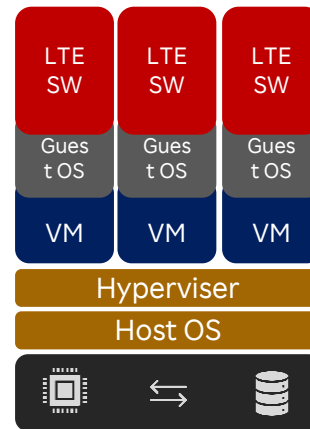 LTE
SW
LTE
SW
LTE
SW
Gues
t OS
Gues
t OS
Gues
t OS
VM
VM
VM
Hyperviser
Host OS